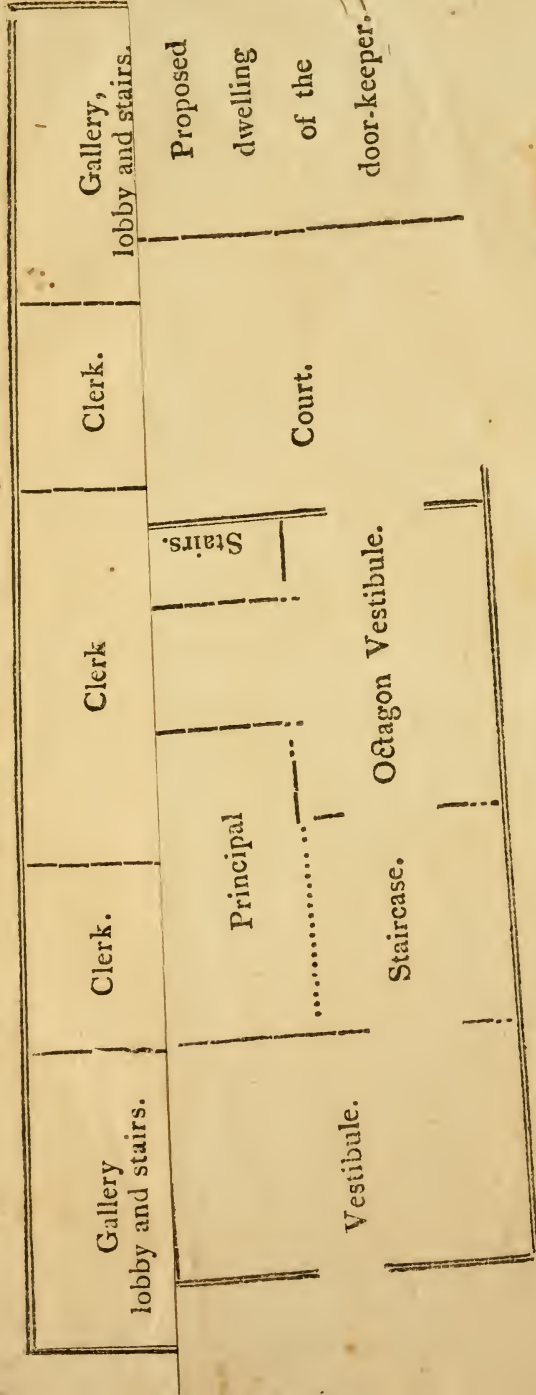 Gallery
lobby and stairs.
Clerk.
Clerk
Clerk.
Gallery,
lobby and stairs.
Principal
Stairs.
Proposed
dwelling
of the
door-keeper.
Vestibule.
Staircase.
Octagon Vestibule.
Court.